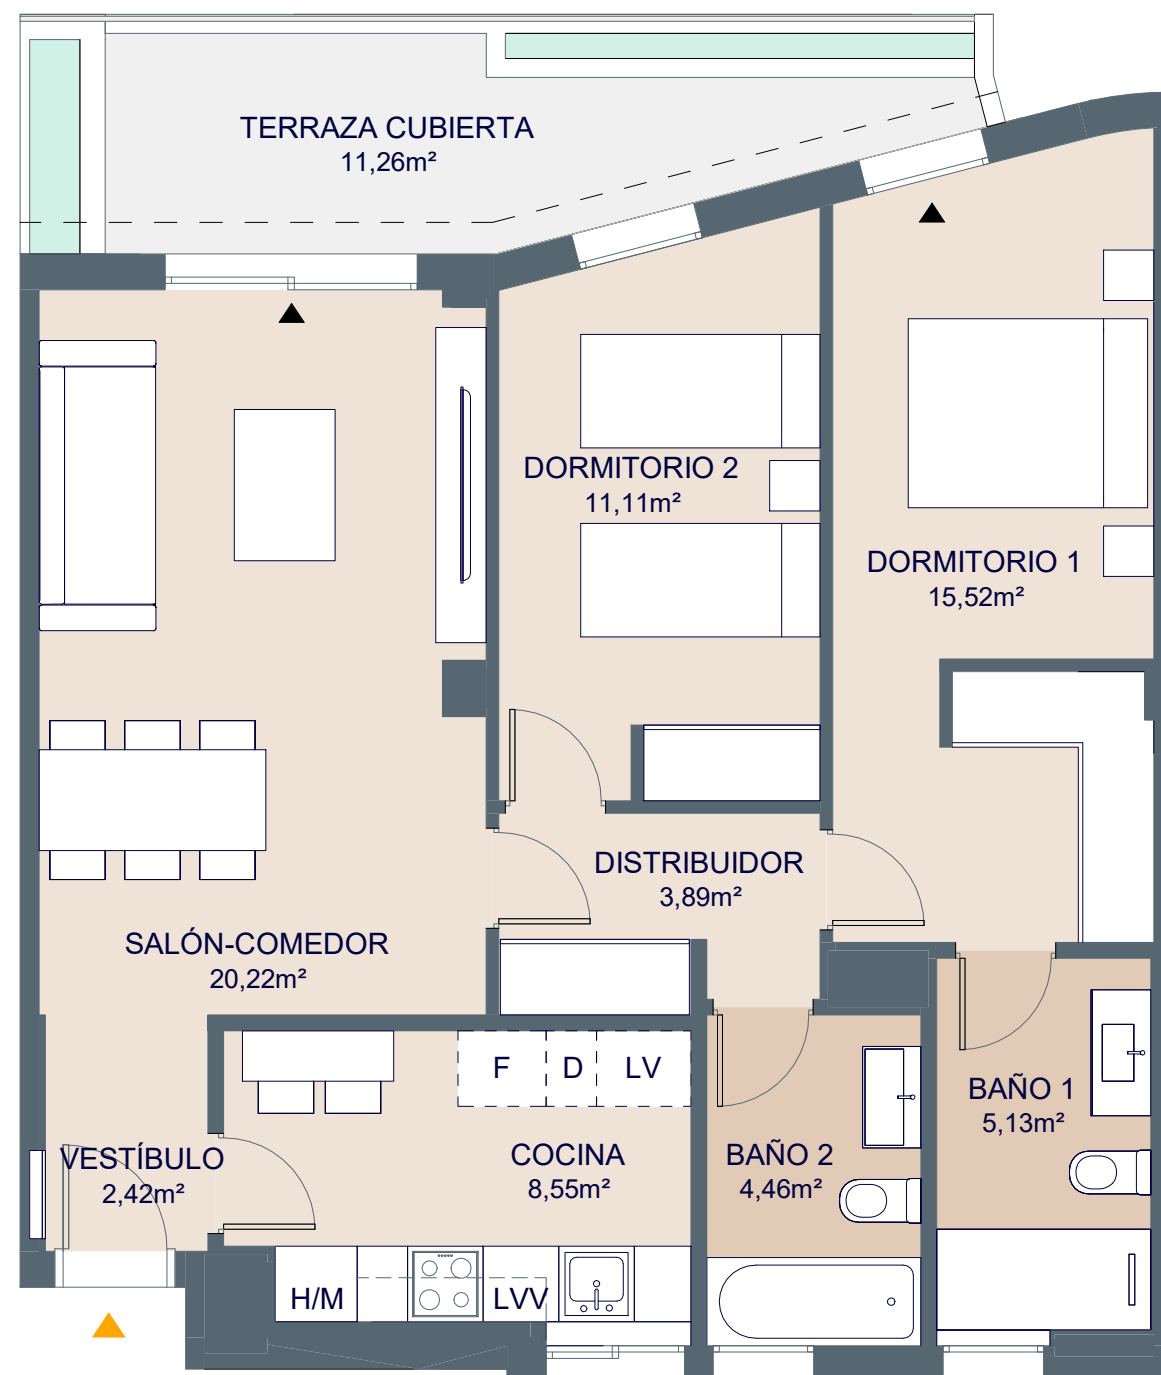 TERRAZA CUBIERTA
11,26m²
DORMITORIO 2
11,11m²
DORMITORIO 1
15,52m²
DISTRIBUIDOR
3,89m²
SALÓN-COMEDOR
20,22m²
F D LV
VESTÍBULO
2,42m²
COCINA
8,55m²
BAÑO 2
4,46m²
BAÑO 1
5,13m²
H/M LVV